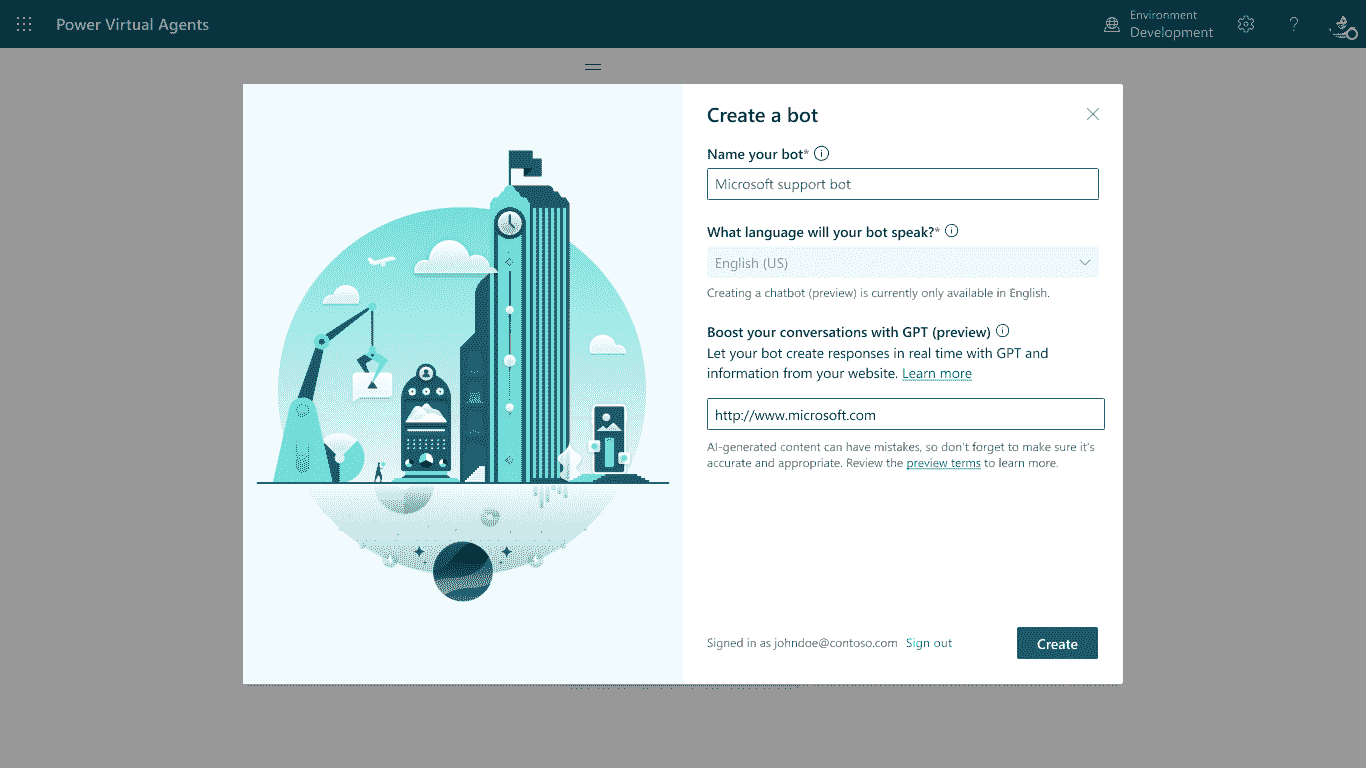 Power Virtual Agents
Environment
Development
?
Create a bot
Name your bot*
Microsoft support bot
What language will your bot speak?*
English (US)
Creating a chatbot (preview) is currently only available in English.
Boost your conversations with GPT (preview)
Let your bot create responses in real time with GPT and
information from your website. Learn more
http://www.microsoft.com
AI-generated content can have mistakes, so don't forget to make sure it's
accurate and appropriate. Review the preview terms to learn more.
Signed in as johndoe@contoso.com Sign out
Create